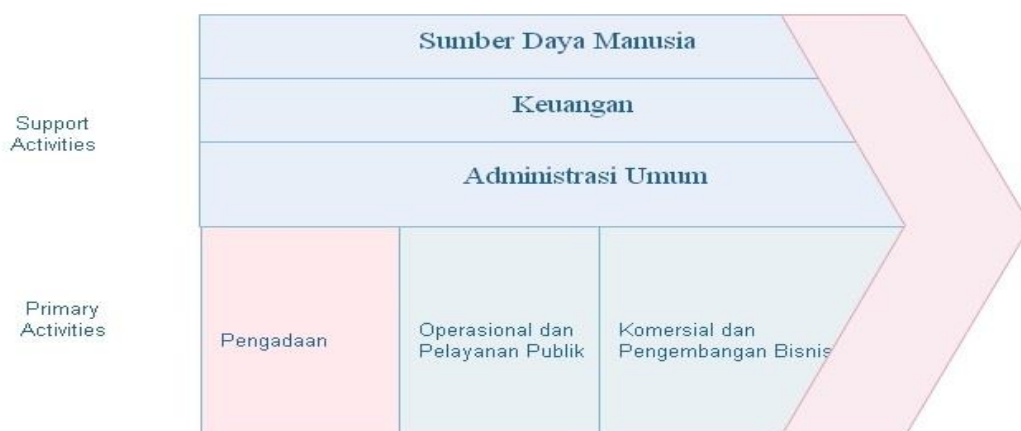 Sumber Daya Manusia
Keuangan
Support
Activities
Administrasi Umum
Primary
Activities
Pengadaan
Operasional dan
Pelayanan Publik
Komersial dan
Pengembangan Bisnis